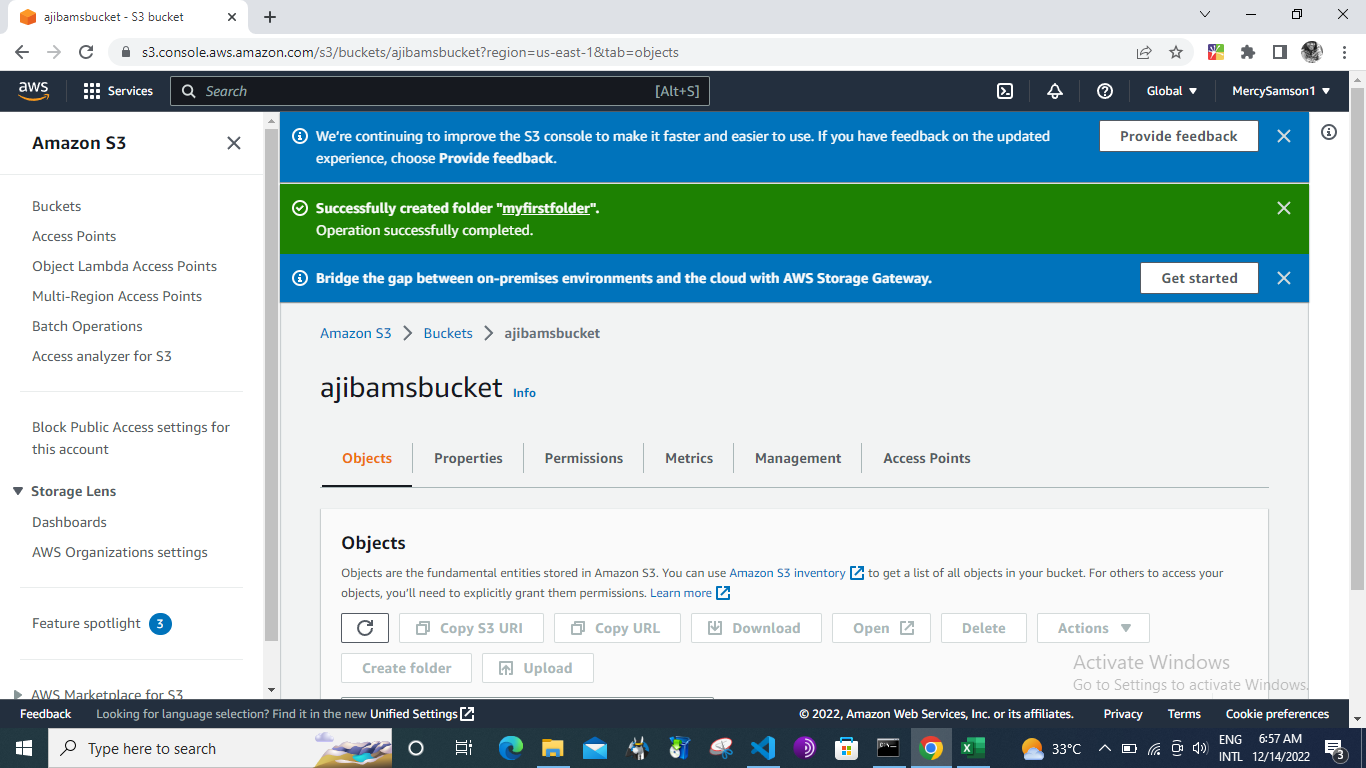 ajibamsbucket - S3 bucket
s3.console.aws.amazon.com/s3/buckets/ajibamsbucket?region=us-east-1&tab=objects
aws
Services
Search
[Alt+S]
Global
MercySamson1
Amazon S3
Buckets
Access Points
Object Lambda Access Points
Multi-Region Access Points
Batch Operations
Access analyzer for S3
Block Public Access settings for
this account
Storage Lens
Dashboards
AWS Organizations settings
Feature spotlight 3
AWS Marketplace for S3
We're continuing to improve the S3 console to make it faster and easier to use. If you have feedback on the updated
experience, choose Provide feedback.
Provide feedback
Successfully created folder "myfirstfolder".
Operation successfully completed.
Bridge the gap between on-premises environments and the cloud with AWS Storage Gateway.
Get started
Amazon S3 > Buckets > ajibamsbucket
ajibamsbucket Info
Objects Properties Permissions Metrics Management Access Points
Objects
Objects are the fundamental entities stored in Amazon S3. You can use Amazon S3 inventory to get a list of all objects in your bucket. For others to access your
objects, you'll need to explicitly grant them permissions. Learn more
Copy S3 URI Copy URL Download Open Delete Actions
Create folder Upload
Activate Windows
Go to Settings to activate Windows.
Feedback Looking for language selection? Find it in the new Unified Settings © 2022, Amazon Web Services, Inc. or its affiliates. Privacy Terms Cookie preferences
Type here to search
33°C
ENG
INTL
6:57 AM
12/14/2022
3